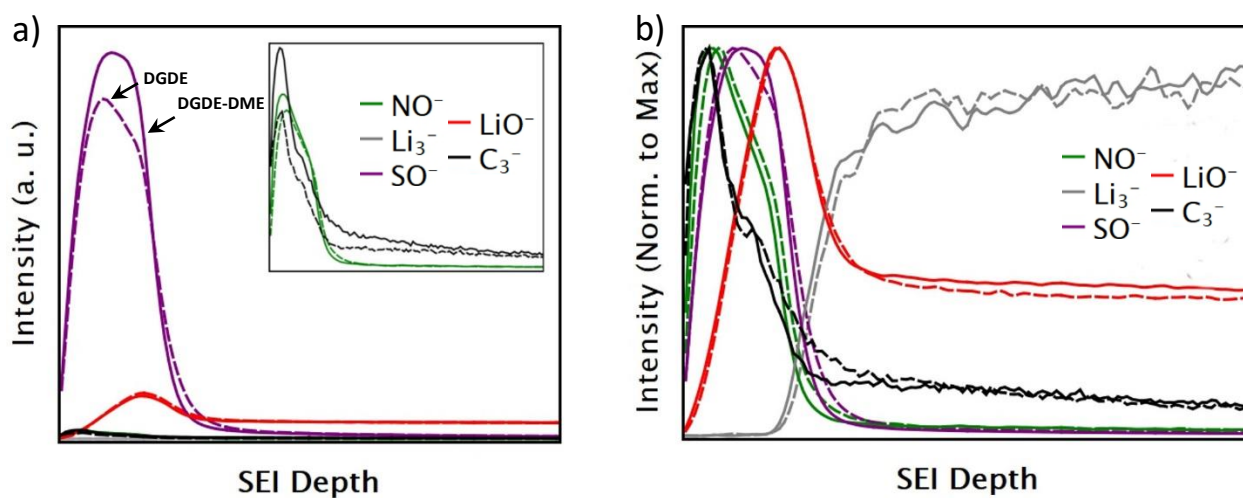 a)
Intensity (a. u.)
DGDE
DGDE-DME
NO⁻
Li₃⁻
SO⁻
LiO⁻
C₃⁻
SEI Depth
b)
Intensity (Norm. to Max)
NO⁻
Li₃⁻
SO⁻
LiO⁻
C₃⁻
SEI Depth